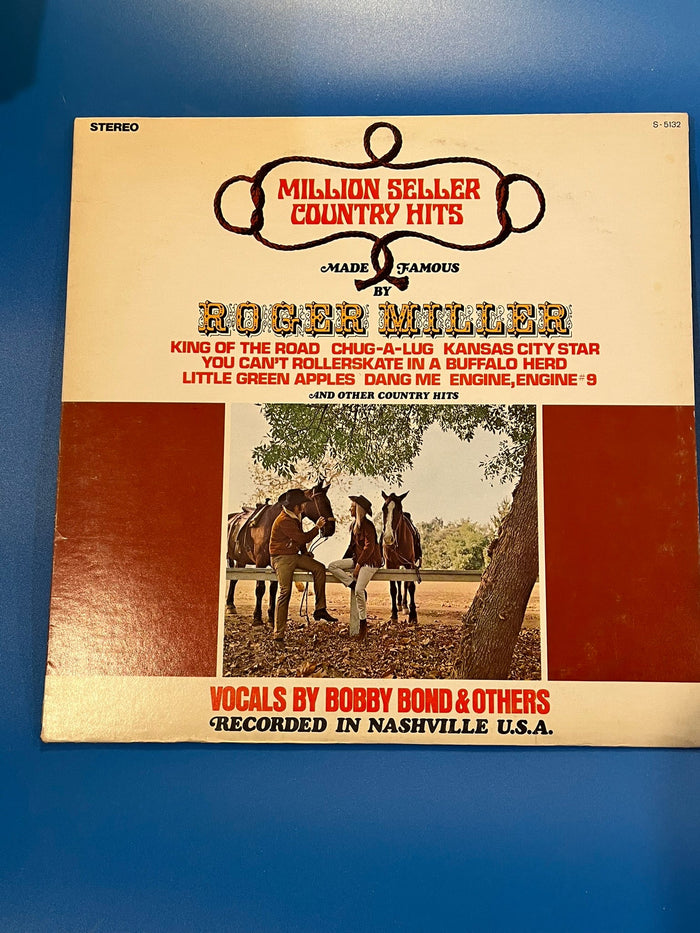 STEREO
S-5132
MILLION SELLER
COUNTRY HITS
MADE FAMOUS
BY
ROGER MILLER
KING OF THE ROAD CHUG-A-LUG KANSAS CITY STAR
YOU CAN'T ROLLERSKATE IN A BUFFALO HERD
LITTLE GREEN APPLES DANG ME ENGINE, ENGINE #9
AND OTHER COUNTRY HITS
VOCALS BY BOBBY BOND & OTHERS
RECORDED IN NASHVILLE U.S.A.